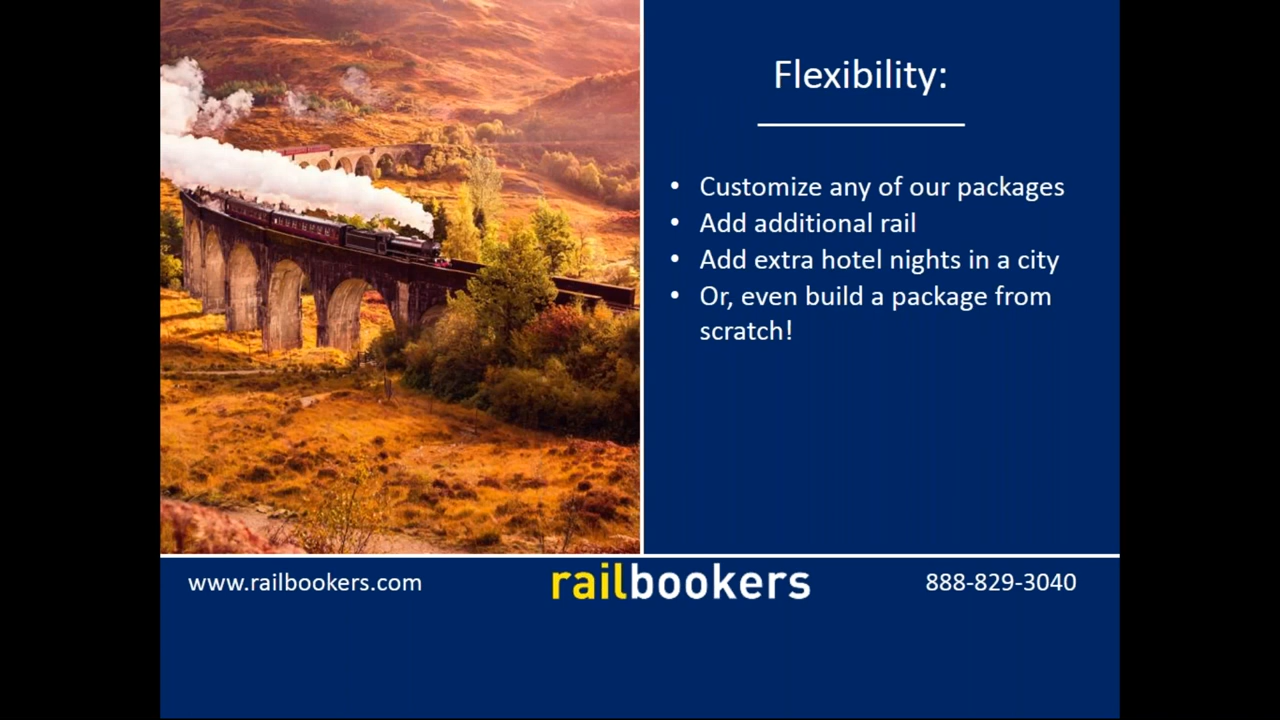 Flexibility:
• Customize any of our packages
• Add additional rail
• Add extra hotel nights in a city
• Or, even build a package from
scratch!
www.railbookers.com
railbookers
888-829-3040